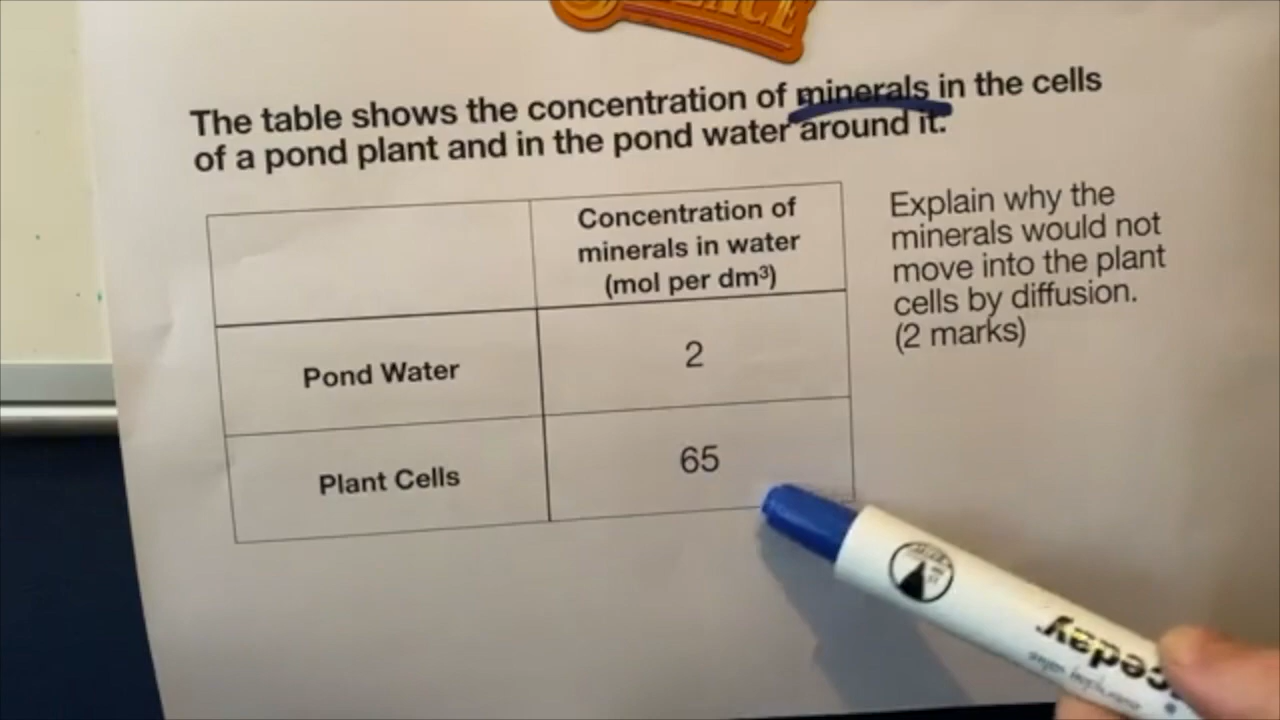 The table shows the concentration of minerals in the cells
of a pond plant and in the pond water around it.
Concentration of
minerals in water
(mol per dm³)
Pond Water
2
Plant Cells
65
Explain why the
minerals would not
move into the plant
cells by diffusion.
(2 marks)